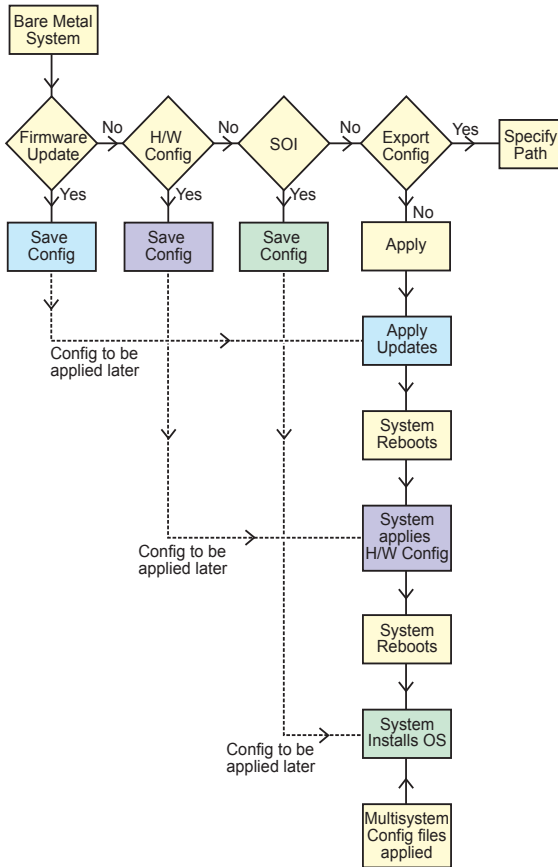 Bare Metal
System
Firmware
Update
No
H/W
Config
No
SOI
No
Export
Config
Yes
Specify
Path
Yes
Yes
Yes
No
Save
Config
Save
Config
Save
Config
Apply
Config to be
applied later
Apply
Updates
System
Reboots
Config to be
applied later
System
applies
H/W Config
System
Reboots
Config to be
applied later
System
Installs OS
Multisystem
Config files
applied